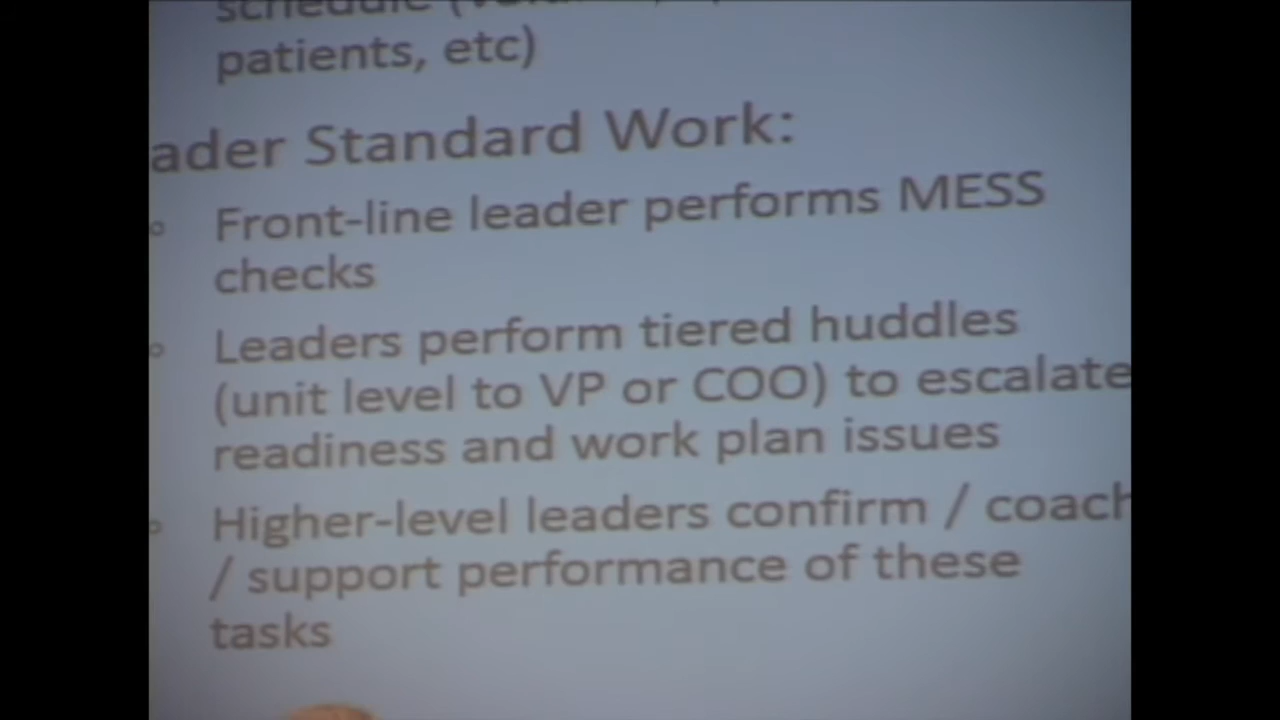 schedule
patients, etc)
ader Standard Work:
Front-line leader performs MESS
checks
Leaders perform tiered huddles
(unit level to VP or COO) to escalate
readiness and work plan issues
Higher-level leaders confirm / coach
/ support performance of these
tasks